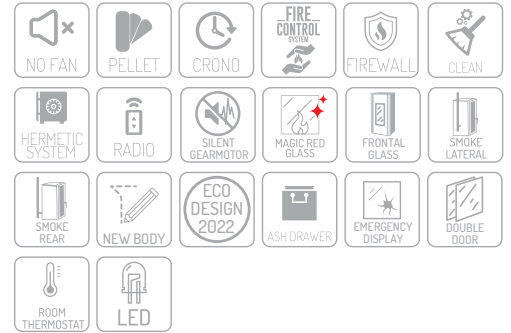 NO FAN
PELLET
CRONO
FIRE
CONTROL
SYSTEM
FIREWALL
CLEAN
HERMETIC
SYSTEM
RADIO
SILENT
GEARMOTOR
MAGIC RED
GLASS
FRONTAL
GLASS
SMOKE
LATERAL
SMOKE
REAR
NEW BODY
ECO
DESIGN
2022
ASH DRAWER
EMERGENCY
DISPLAY
DOUBLE
DOOR
ROOM
THERMOSTAT
LED